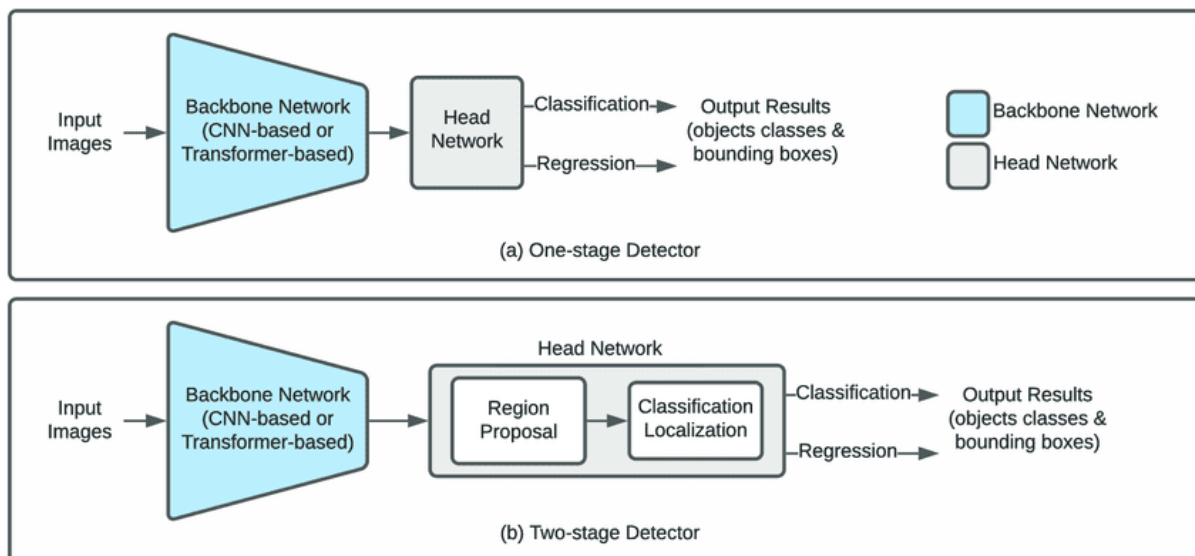 Input
Images
Backbone Network
(CNN-based or
Transformer-based)
Head
Network
Classification
Regression
Output Results
(objects classes &
bounding boxes)
Backbone Network
Head Network
(a) One-stage Detector
Input
Images
Backbone Network
(CNN-based or
Transformer-based)
Head Network
Region
Proposal
Classification
Localization
Classification
Regression
Output Results
(objects classes &
bounding boxes)
(b) Two-stage Detector